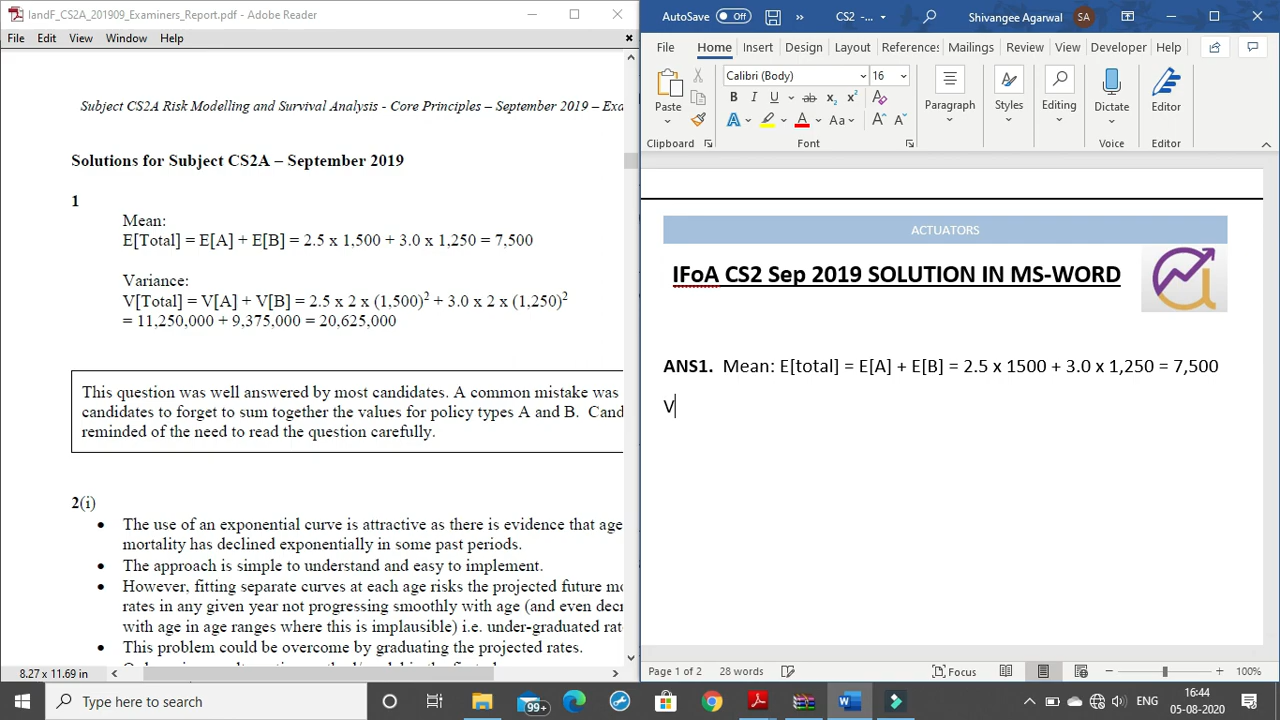 IandF_CS2A_201909_Examiners_Report.pdf - Adobe Reader
File Edit View Window Help
Subject CS2A Risk Modelling and Survival Analysis - Core Principles – September 2019 – Exa
Solutions for Subject CS2A – September 2019
1
Mean:
E[Total] = E[A] + E[B] = 2.5 x 1,500 + 3.0 x 1,250 = 7,500
Variance:
V[Total] = V[A] + V[B] = 2.5 x 2 x (1,500)² + 3.0 x 2 x (1,250)²
= 11,250,000 + 9,375,000 = 20,625,000
This question was well answered by most candidates. A common mistake was
candidates to forget to sum together the values for policy types A and B. Cand
reminded of the need to read the question carefully.
2(i)
• The use of an exponential curve is attractive as there is evidence that age
mortality has declined exponentially in some past periods.
• The approach is simple to understand and easy to implement.
• However, fitting separate curves at each age risks the projected future mo
rates in any given year not progressing smoothly with age (and even decr
with age in age ranges where this is implausible) i.e. under-graduated rat
• This problem could be overcome by graduating the projected rates.
8.27 x 11.69 in
AutoSave Off CS2 -... Shivangee Agarwal SA
File Home Insert Design Layout Reference: Mailings Review View Developer Help
Calibri (Body) 16
Paste B I U ab x₂ x² Paragraph Styles Editing Dictate Editor
A A Aa A A
Clipboard Font Voice Editor
ACTUATORS
IFoA CS2 Sep 2019 SOLUTION IN MS-WORD
ANS1. Mean: E[total] = E[A] + E[B] = 2.5 x 1500 + 3.0 x 1,250 = 7,500
V
Page 1 of 2 28 words Focus 100%
Type here to search 99+ ENG 16:44
05-08-2020